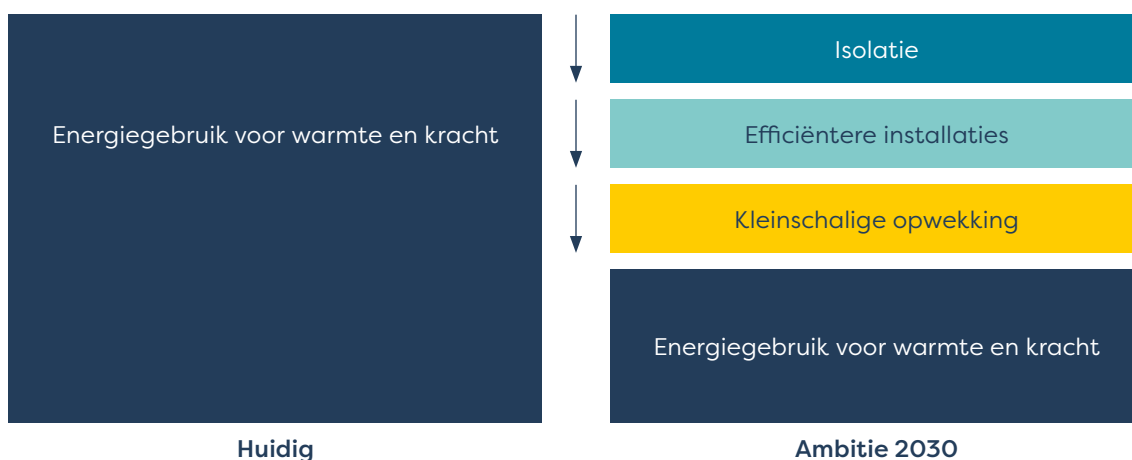 Energiegebruik voor warmte en kracht
Huidig
Isolatie
Efficiëntere installaties
Kleinschalige opwekking
Energiegebruik voor warmte en kracht
Ambitie 2030